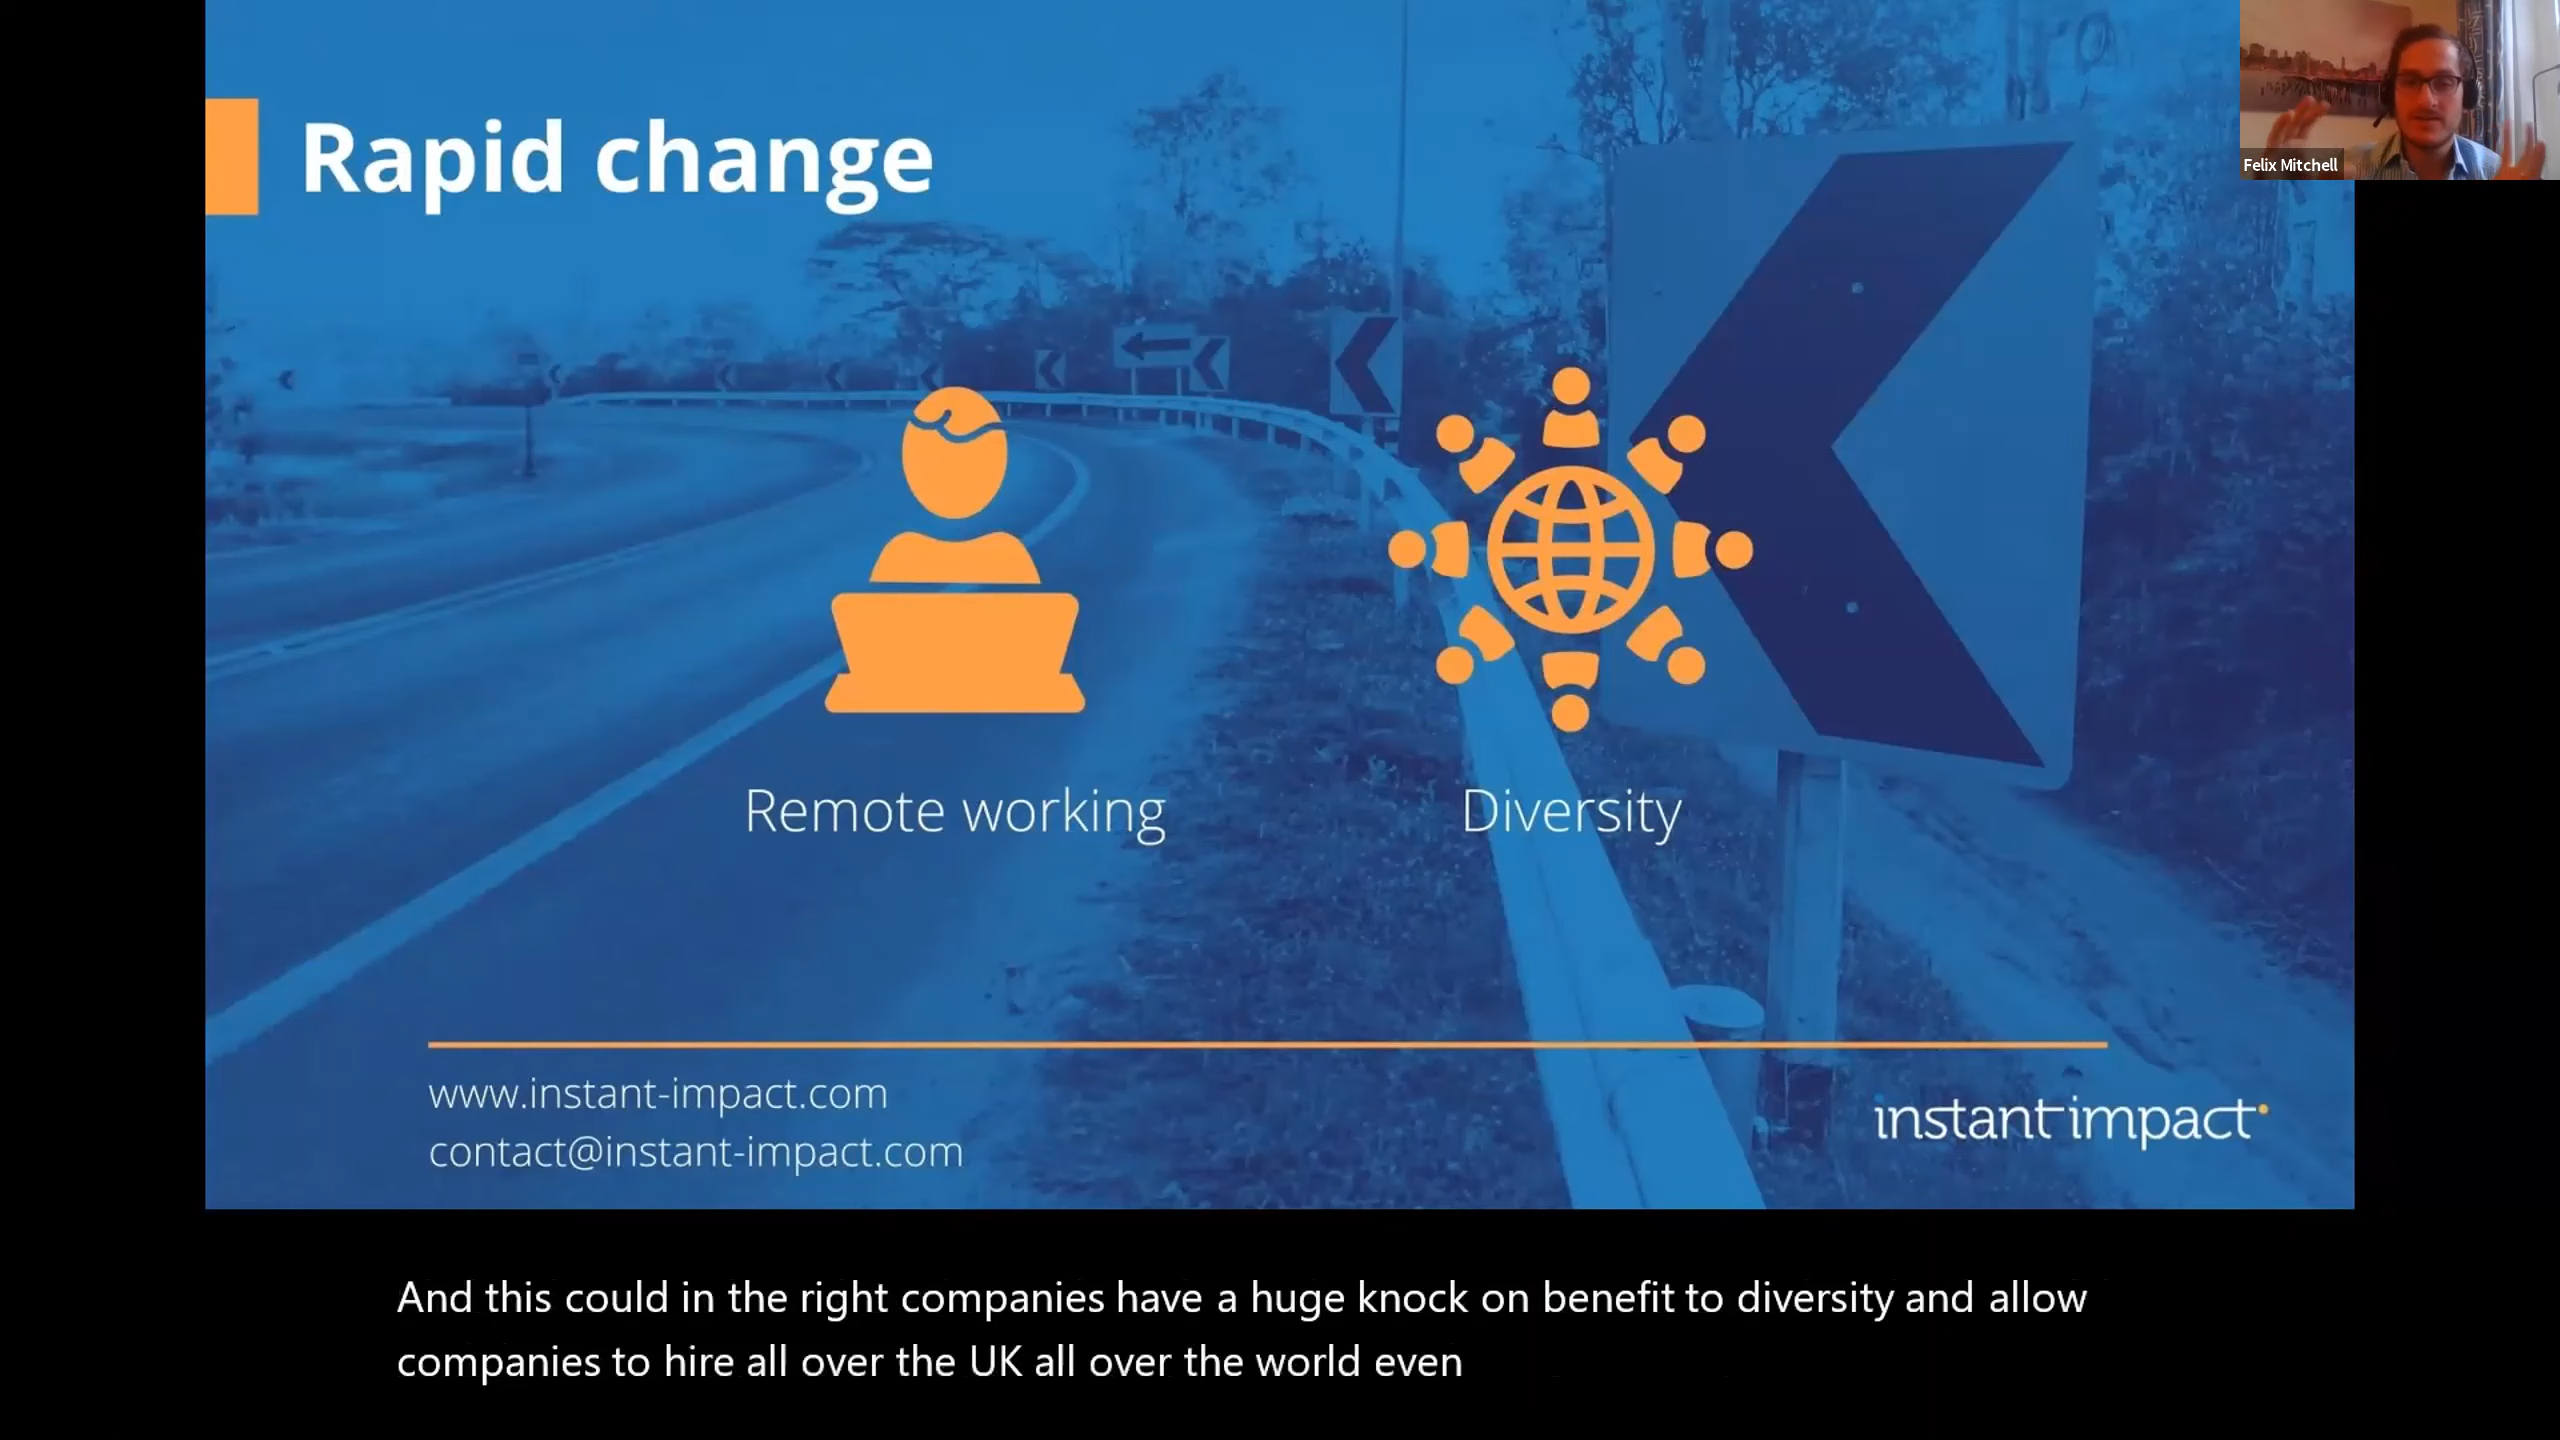 Rapid change
Felix Mitchell
Remote working
Diversity
www.instant-impact.com
contact@instant-impact.com
instant impact
And this could in the right companies have a huge knock on benefit to diversity and allow
companies to hire all over the UK all over the world even